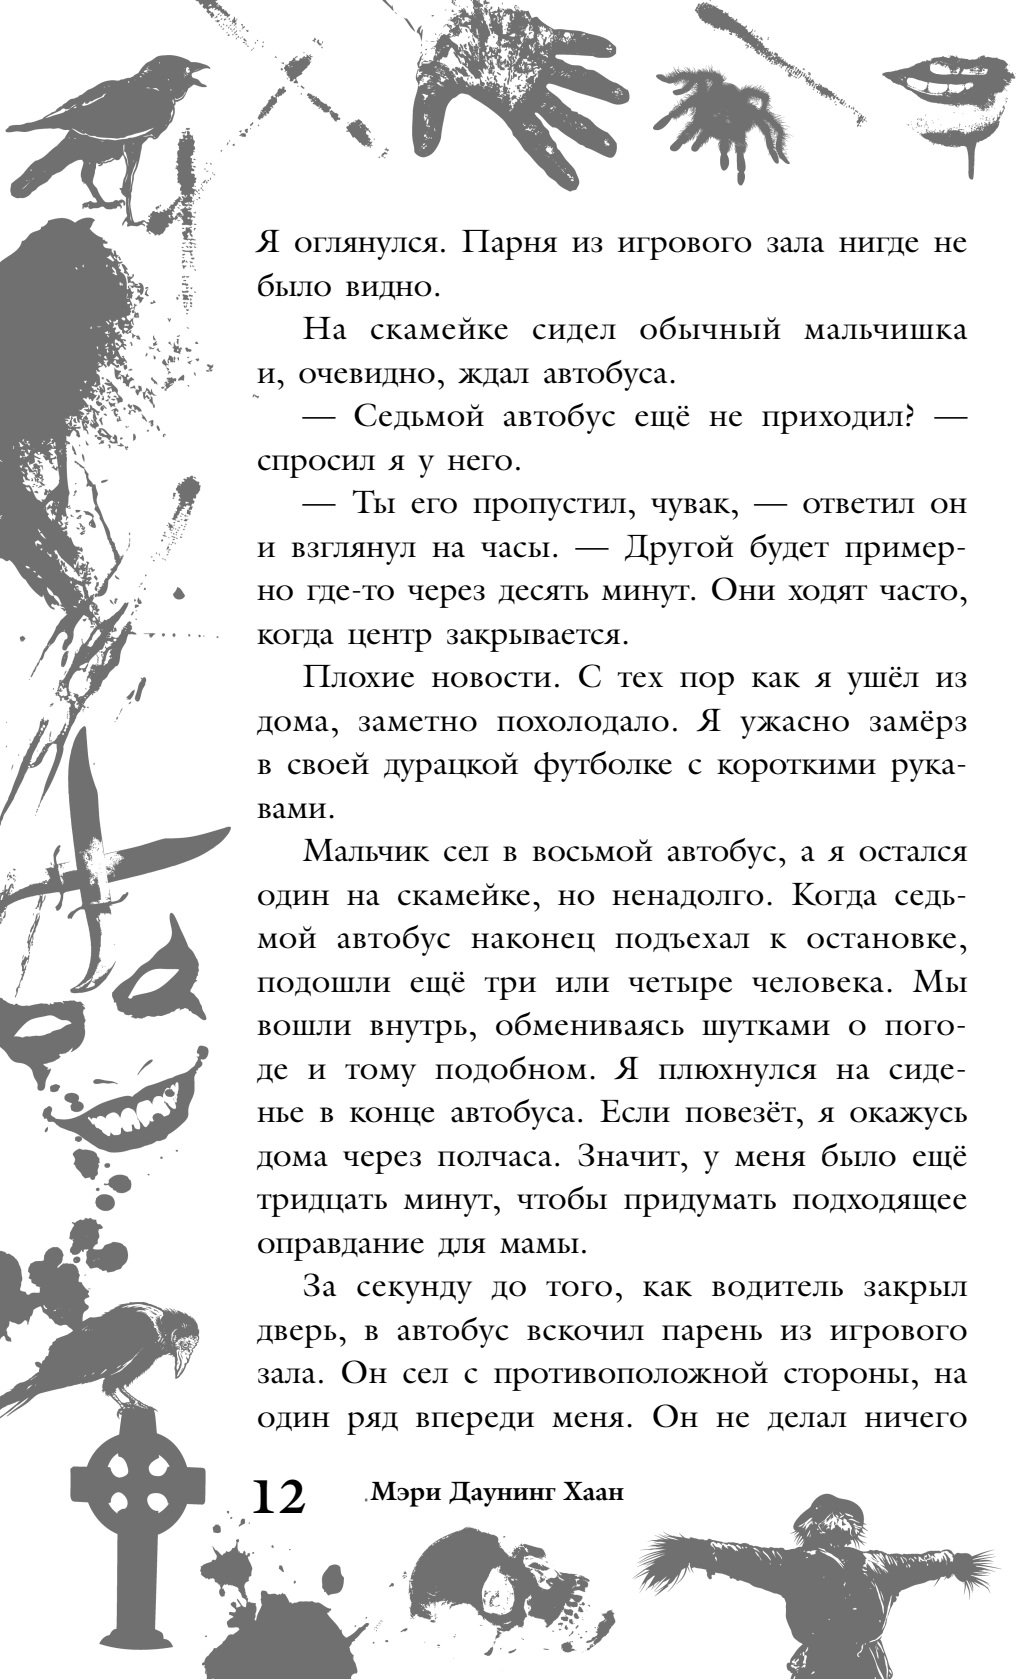 Я оглянулся. Парня из игрового зала нигде не
было видно.
На скамейке сидел обычный мальчишка
и, очевидно, ждал автобуса.
— Седьмой автобус ещё не приходил? —
спросил я у него.
— Ты его пропустил, чувак, — ответил он
и взглянул на часы. — Другой будет пример-
но где-то через десять минут. Они ходят часто,
когда центр закрывается.
Плохие новости. С тех пор как я ушёл из
дома, заметно похолодало. Я ужасно замёрз
в своей дурацкой футболке с короткими рука-
вами.
Мальчик сел в восьмой автобус, а я остался
один на скамейке, но ненадолго. Когда седь-
мой автобус наконец подъехал к остановке,
подошли ещё три или четыре человека. Мы
вошли внутрь, обмениваясь шутками о пого-
де и тому подобном. Я плюхнулся на сиде-
нье в конце автобуса. Если повезёт, я окажусь
дома через полчаса. Значит, у меня было ещё
тридцать минут, чтобы придумать подходящее
оправдание для мамы.
За секунду до того, как водитель закрыл
дверь, в автобус вскочил парень из игрового
зала. Он сел с противоположной стороны, на
один ряд впереди меня. Он не делал ничего
12 Мэри Даунинг Хаан